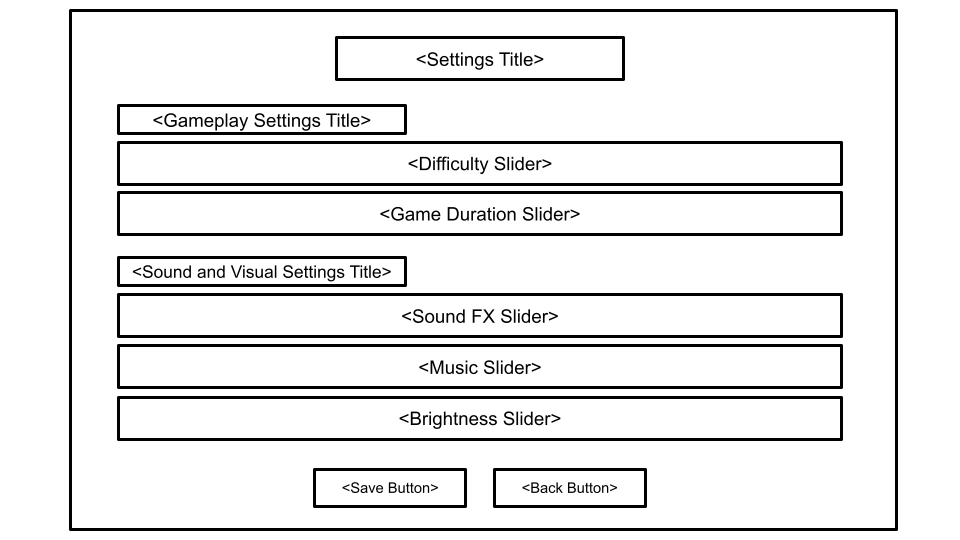 <Settings Title>
<Gameplay Settings Title>
<Difficulty Slider>
<Game Duration Slider>
<Sound and Visual Settings Title>
<Sound FX Slider>
<Music Slider>
<Brightness Slider>
<Save Button>
<Back Button>